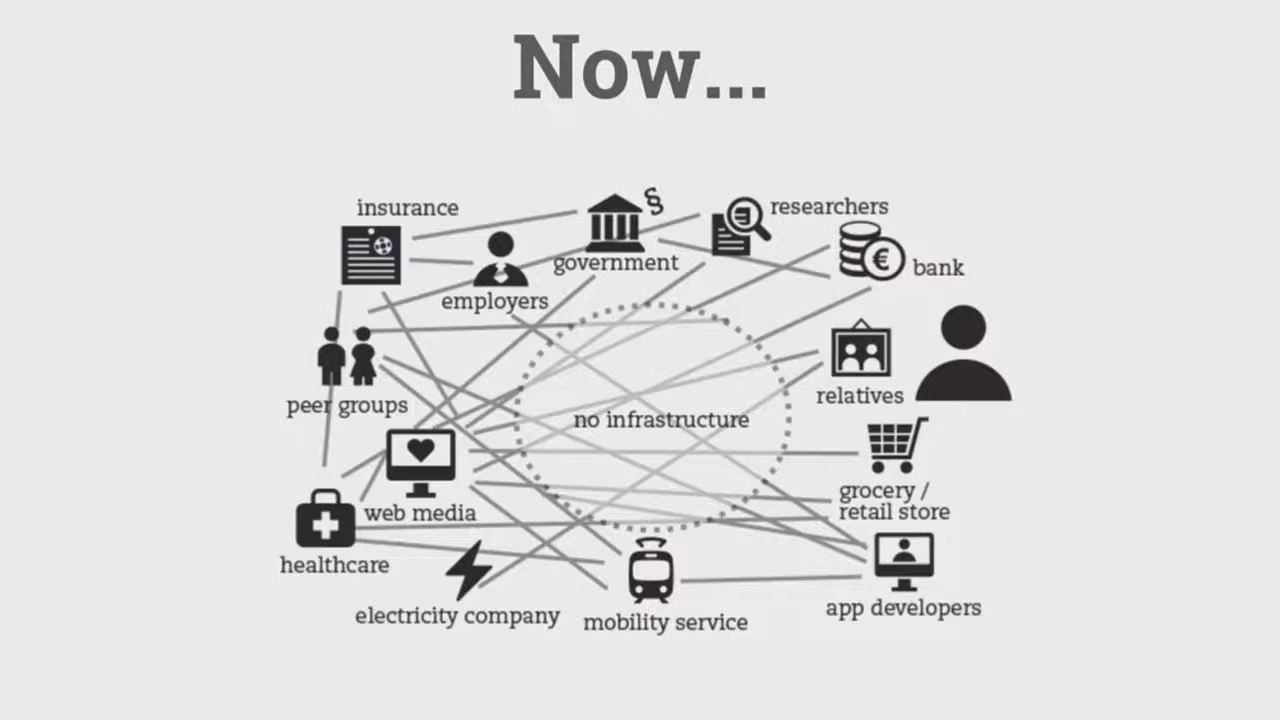 Now...
insurance
§
researchers
government
€
bank
employers
relatives
peer groups
no infrastructure
grocery /
retail store
web media
healthcare
electricity company
mobility service
app developers